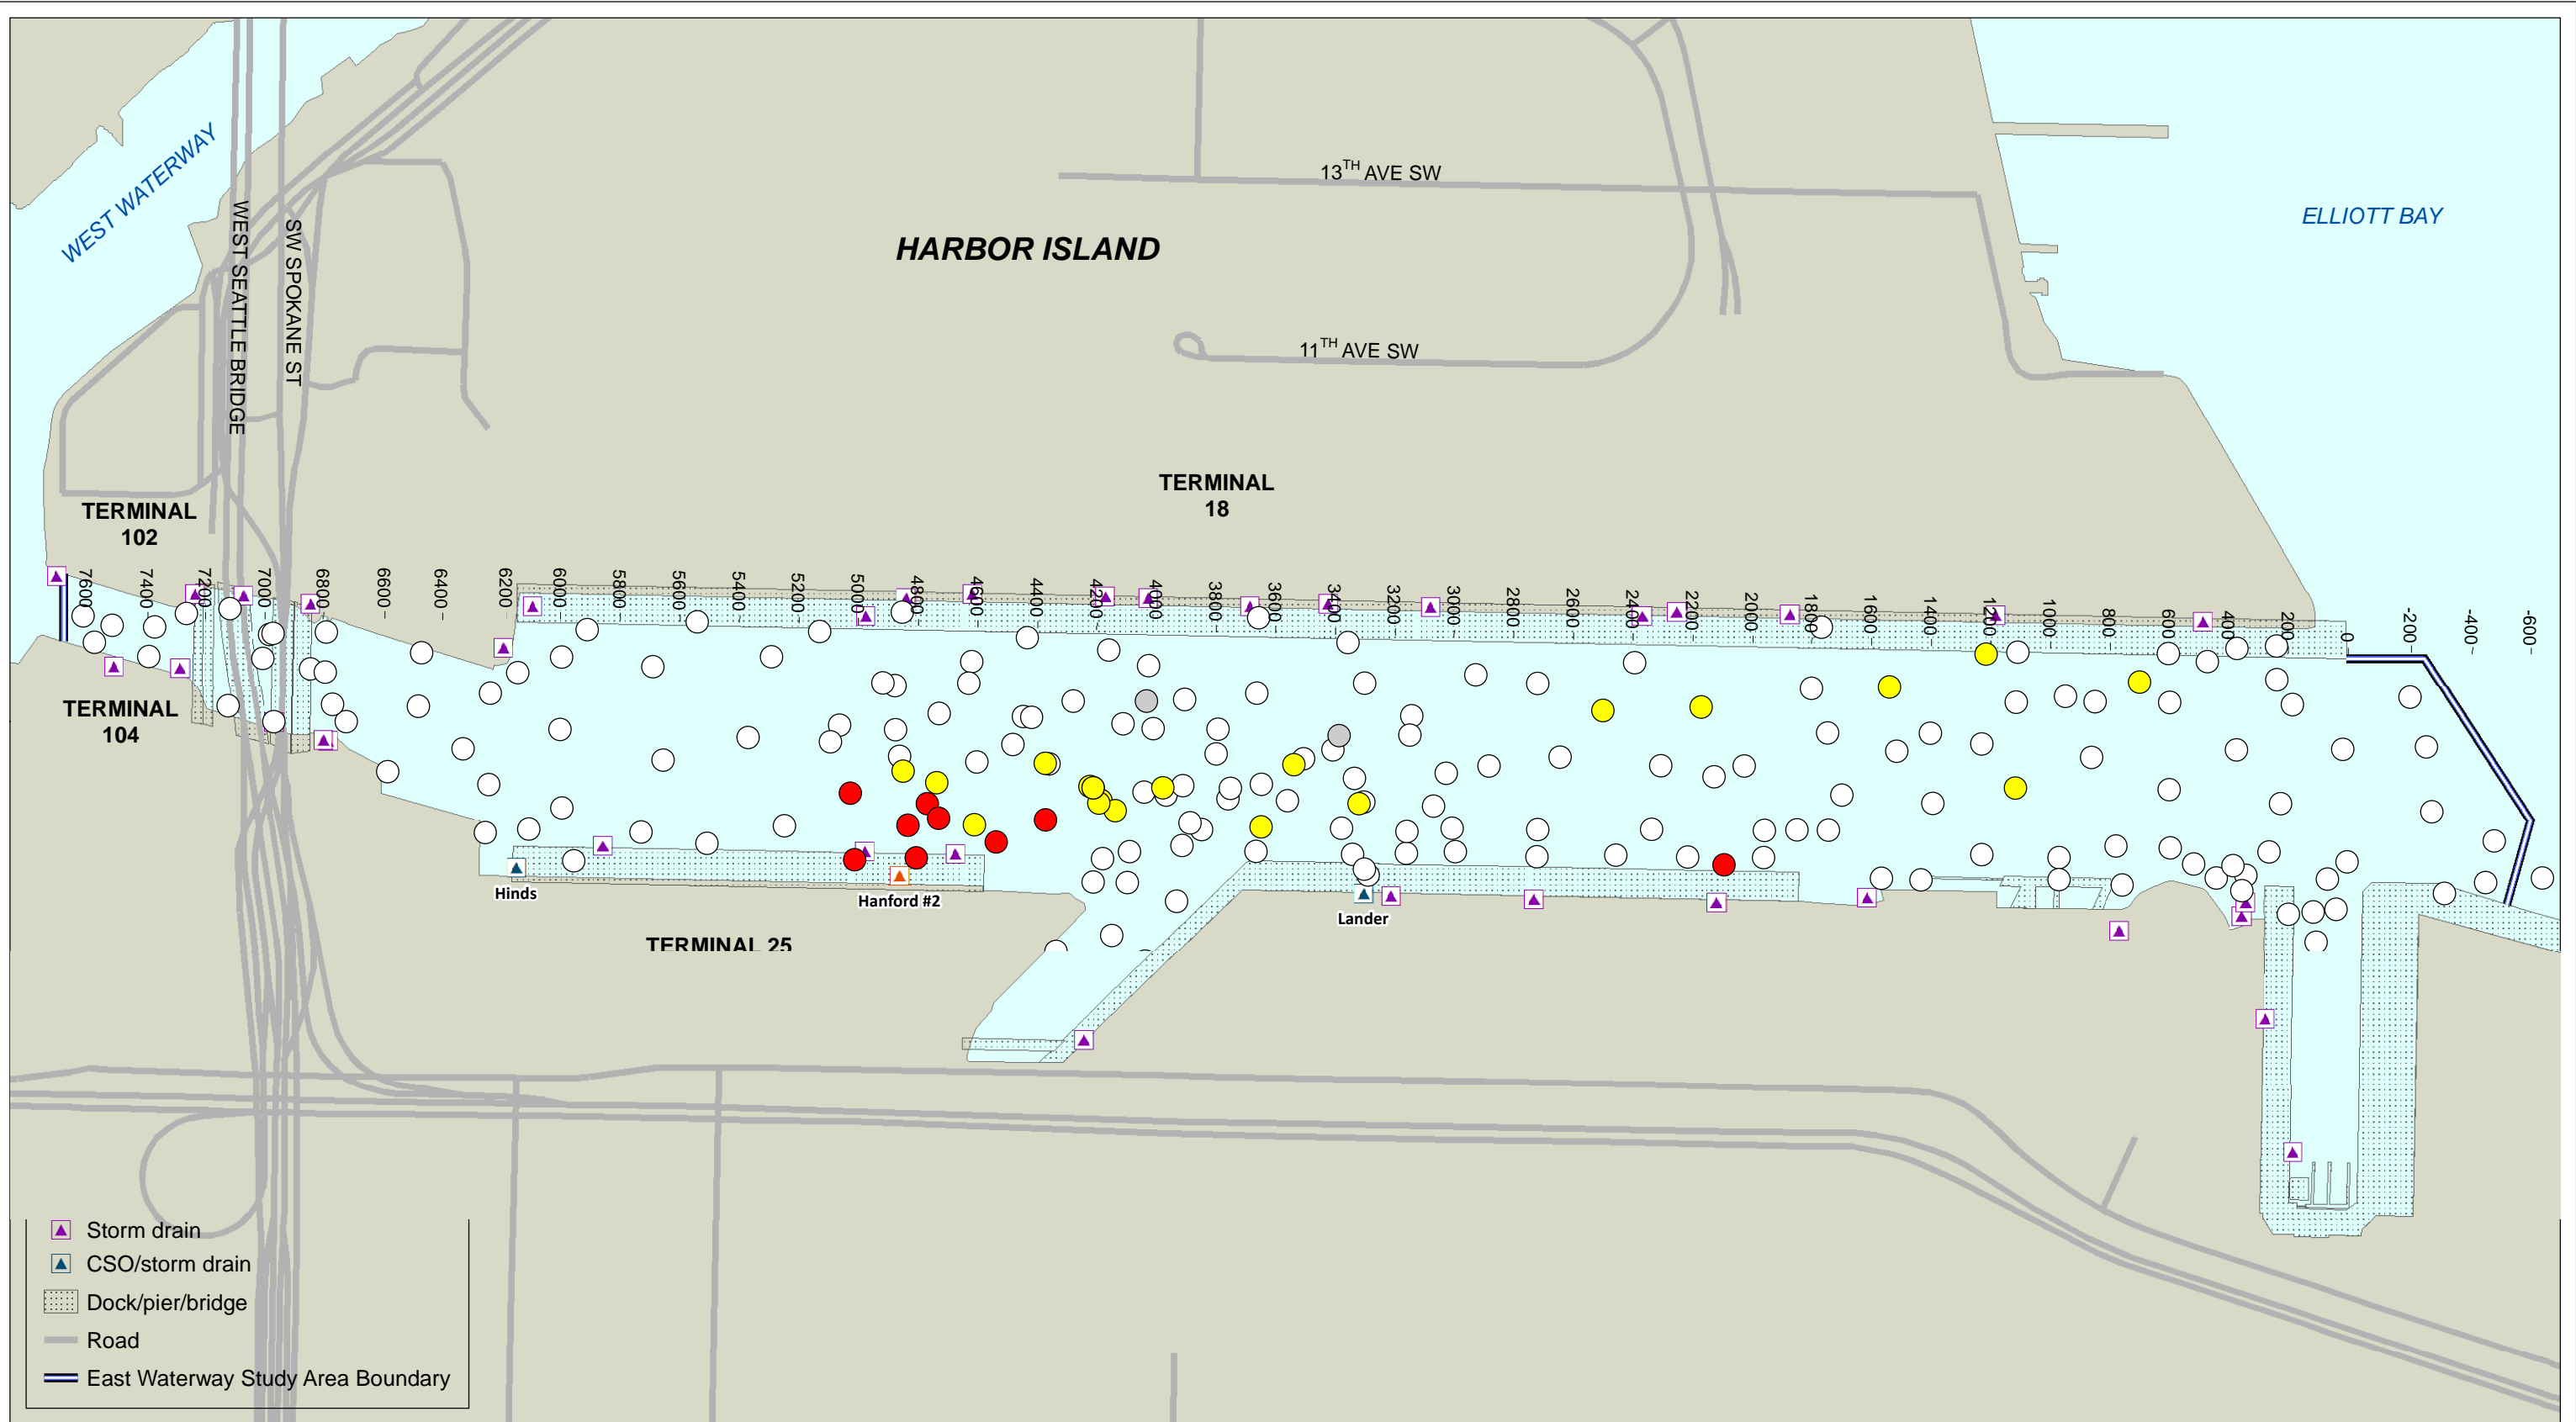 13TH AVE SW
WEST WATERWAY
ELLIOTT BAY
HARBOR ISLAND
WEST SEATTLE BRIDGE
SW SPOKANE ST
11TH AVE SW
TERMINAL
18
TERMINAL
102
7600
7400
7200
7000
6800
6600
6400
6200
6000
5800
5600
5400
5200
5000
4800
4600
4400
4200
4000
3800
3600
3400
3200
3000
2800
2600
2400
2200
2000
1800
1600
1400
1200
1000
800
600
400
200
0
-200
-400
-600
TERMINAL
104
Hinds
Hanford #2
Lander
TERMINAL 25
Storm drain
CSO/storm drain
Dock/pier/bridge
Road
East Waterway Study Area Boundary